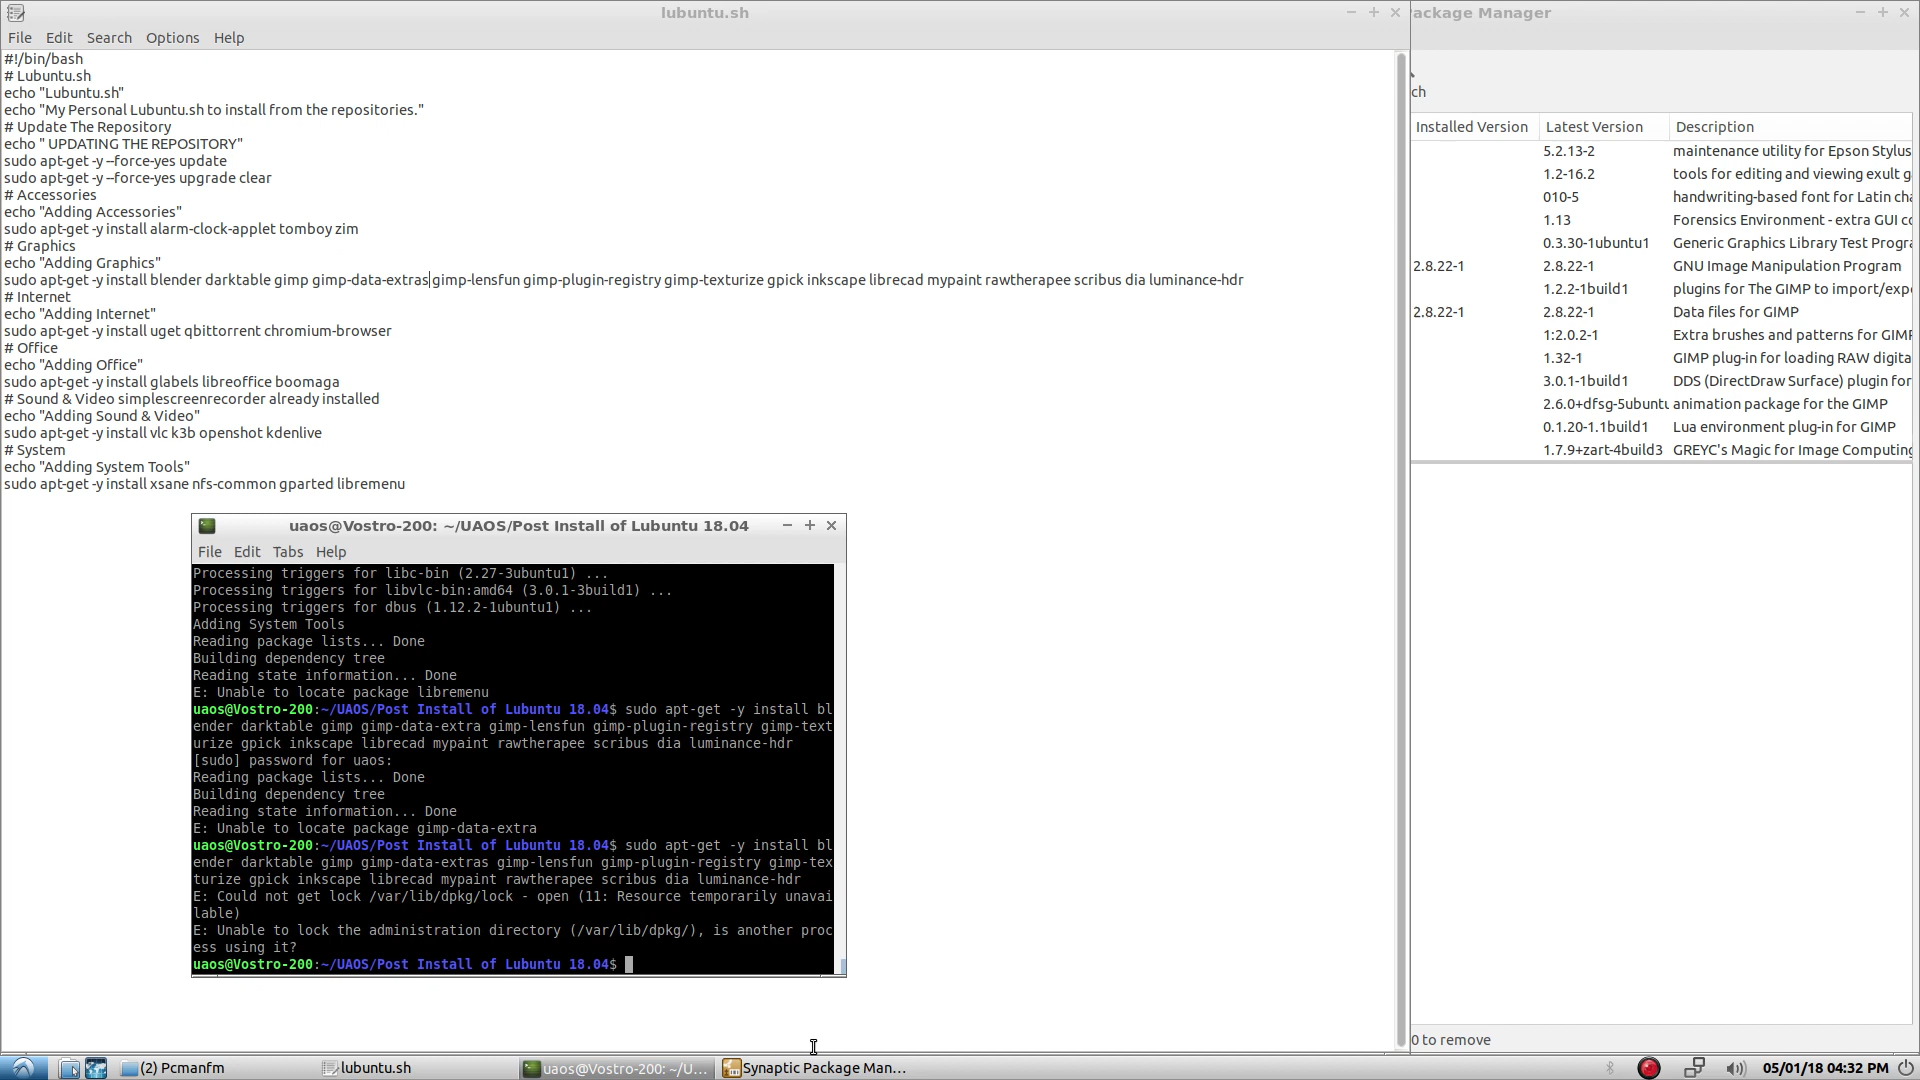 lubuntu.sh
File Edit Search Options Help
#!/bin/bash
# Lubuntu.sh
echo "Lubuntu.sh"
echo "My Personal Lubuntu.sh to install from the repositories."
# Update The Repository
echo " UPDATING THE REPOSITORY"
sudo apt-get -y --force-yes update
sudo apt-get -y --force-yes upgrade clear
# Accessories
echo "Adding Accessories"
sudo apt-get -y install alarm-clock-applet tomboy zim
# Graphics
echo "Adding Graphics"
sudo apt-get -y install blender darktable gimp gimp-data-extras gimp-lensfun gimp-plugin-registry gimp-texturize gpick inkscape librecad mypaint rawtherapee scribus dia luminance-hdr
# Internet
echo "Adding Internet"
sudo apt-get -y install uget qbittorrent chromium-browser
# Office
echo "Adding Office"
sudo apt-get -y install glabels libreoffice boomaga
# Sound & Video simplescreenrecorder already installed
echo "Adding Sound & Video"
sudo apt-get -y install vlc k3b openshot kdenlive
# System
echo "Adding System Tools"
sudo apt-get -y install xsane nfs-common gparted libremenu
uaos@Vostro-200: ~/UAOS/Post Install of Lubuntu 18.04
File Edit Tabs Help
Processing triggers for libc-bin (2.27-3ubuntu1) ...
Processing triggers for libvlc-bin:amd64 (3.0.1-3build1) ...
Processing triggers for dbus (1.12.2-1ubuntu1) ...
Adding System Tools
Reading package lists... Done
Building dependency tree
Reading state information... Done
E: Unable to locate package libremenu
uaos@Vostro-200:~/UAOS/Post Install of Lubuntu 18.04$ sudo apt-get -y install bl
ender darktable gimp gimp-data-extra gimp-lensfun gimp-plugin-registry gimp-text
urize gpick inkscape librecad mypaint rawtherapee scribus dia luminance-hdr
[sudo] password for uaos:
Reading package lists... Done
Building dependency tree
Reading state information... Done
E: Unable to locate package gimp-data-extra
uaos@Vostro-200:~/UAOS/Post Install of Lubuntu 18.04$ sudo apt-get -y install bl
ender darktable gimp gimp-data-extras gimp-lensfun gimp-plugin-registry gimp-tex
turize gpick inkscape librecad mypaint rawtherapee scribus dia luminance-hdr
E: Could not get lock /var/lib/dpkg/lock - open (11: Resource temporarily unavai
lable)
E: Unable to lock the administration directory (/var/lib/dpkg/), is another proc
ess using it?
uaos@Vostro-200:~/UAOS/Post Install of Lubuntu 18.04$
ackage Manager
ch
Installed Version Latest Version Description
5.2.13-2 maintenance utility for Epson Stylus
1.2-16.2 tools for editing and viewing exult g
010-5 handwriting-based font for Latin cha
1.13 Forensics Environment - extra GUI co
0.3.30-1ubuntu1 Generic Graphics Library Test Progra
2.8.22-1 2.8.22-1 GNU Image Manipulation Program
1.2.2-1build1 plugins for The GIMP to import/expo
2.8.22-1 2.8.22-1 Data files for GIMP
1:2.0.2-1 Extra brushes and patterns for GIMP
1.32-1 GIMP plug-in for loading RAW digita
3.0.1-1build1 DDS (DirectDraw Surface) plugin for
2.6.0+dfsg-5ubuntu animation package for the GIMP
0.1.20-1.1build1 Lua environment plug-in for GIMP
1.7.9+zart-4build3 GREYC's Magic for Image Computing
0 to remove
(2) Pcmanfm
lubuntu.sh
uaos@Vostro-200: ~/U...
Synaptic Package Man...
05/01/18 04:32 PM